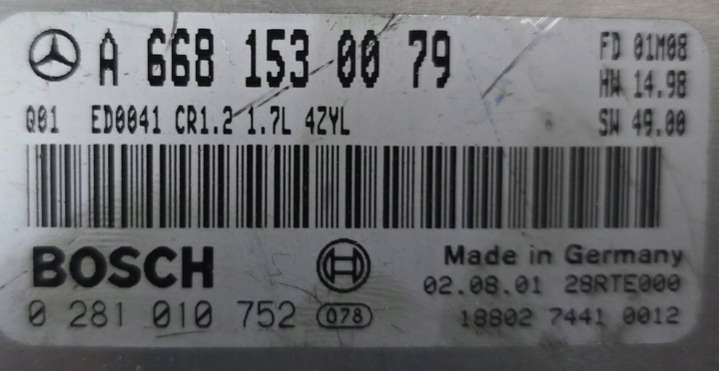 A 668 153 00 79
FD 01M08
HW 14.98
Q01 ED0041 CR1.2 1.7L 4ZYL
SW 49.00
BOSCH
Made in Germany
02.08.01 28RTE000
0 281 010 752 078
18802 7441 0012